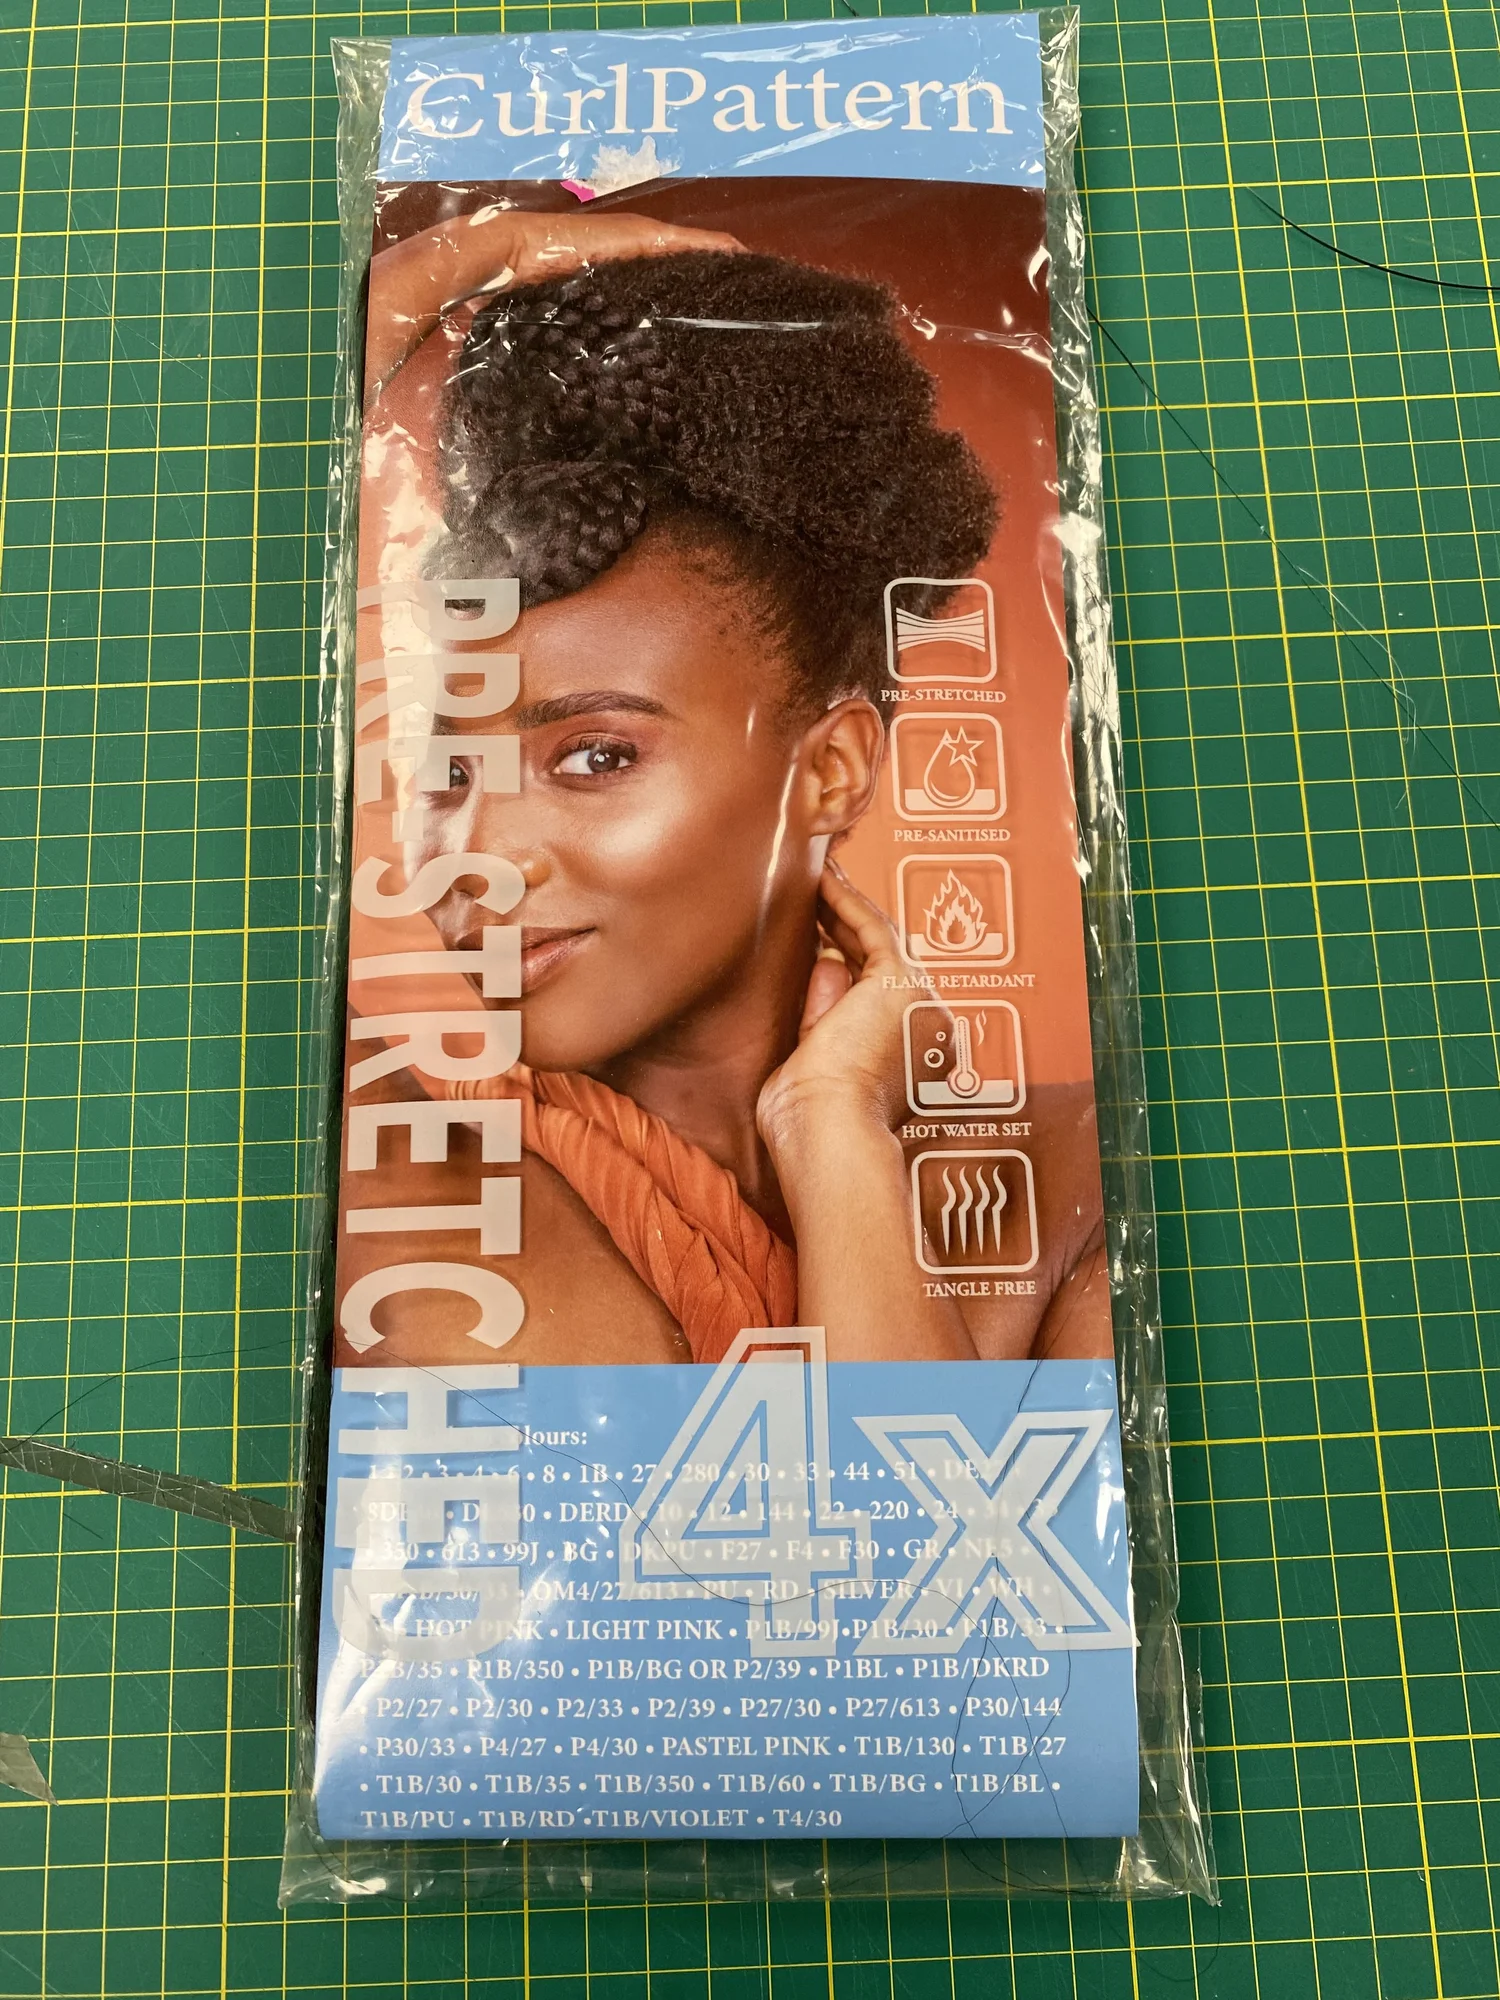 CurlPattern
PRE-STRETCHED
PRE-STRETCHED
PRE-SANITISED
FLAME RETARDANT
HOT WATER SET
TANGLE FREE
4X
2 • 3 • 4 • 6 • 8 • 1B • 27 • 280 • 30 • 33 • 44 • 51 •
• DERD • 10 • 12 • 144 • 22 • 220 • 24 •
• 350 • 613 • 99J • BG • DKPU • F27 • F4 • F30 • GR •
• OM4/27/613 • PU • RD • SILVER • VI • WH •
HOT PINK • LIGHT PINK • P1B/99J•P1B/30 • P1B/33 •
P1B/35 • P1B/350 • P1B/BG OR P2/39 • P1BL • P1B/DKRD
• P2/27 • P2/30 • P2/33 • P2/39 • P27/30 • P27/613 • P30/144
• P30/33 • P4/27 • P4/30 • PASTEL PINK • T1B/130 • T1B/27
• T1B/30 • T1B/35 • T1B/350 • T1B/60 • T1B/BG • T1B/BL •
T1B/PU • T1B/RD •T1B/VIOLET • T4/30